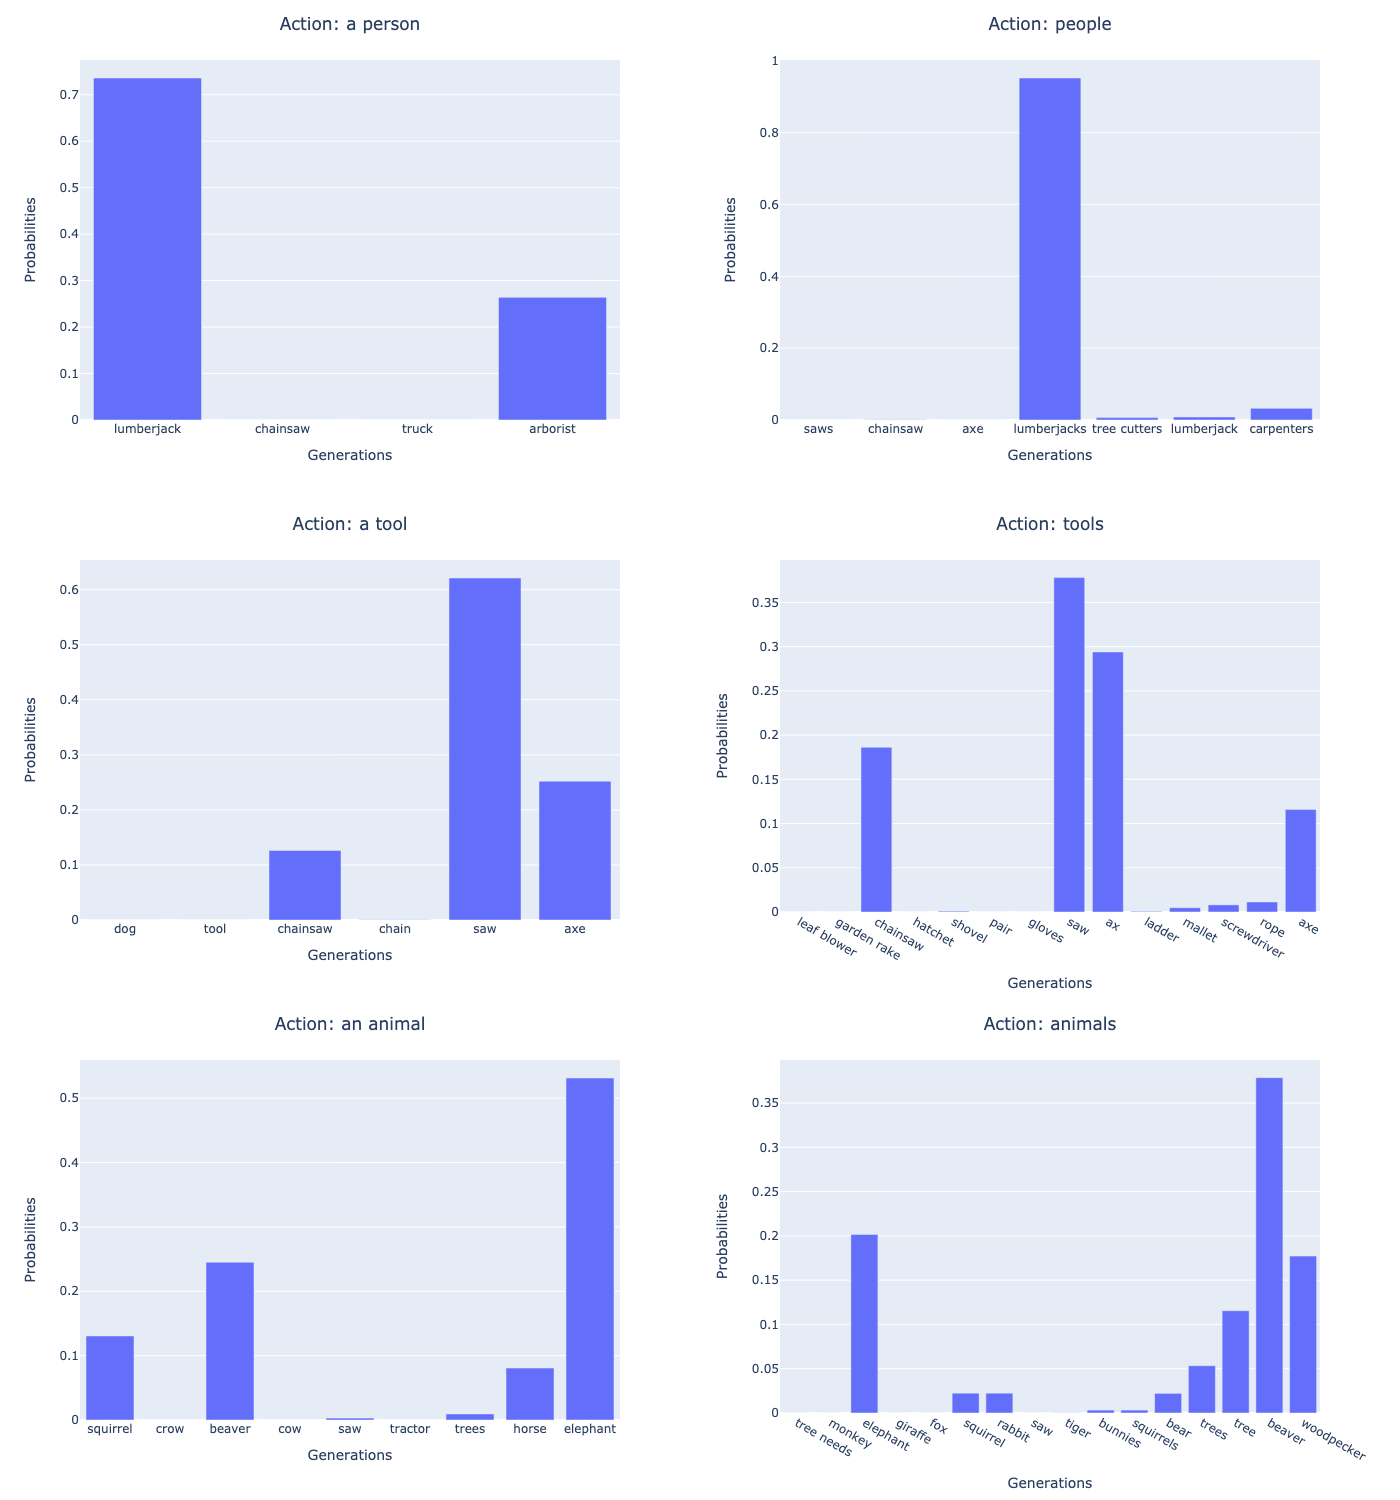 Action: a person
Probabilities
0.7
0.6
0.5
0.4
0.3
0.2
0.1
0
lumberjack chainsaw truck arborist
Generations
Action: people
Probabilities
1
0.8
0.6
0.4
0.2
0
saws chainsaw axe lumberjacks tree cutters lumberjack carpenters
Generations
Action: a tool
Probabilities
0.6
0.5
0.4
0.3
0.2
0.1
0
dog tool chainsaw chain saw axe
Generations
Action: tools
Probabilities
0.35
0.3
0.25
0.2
0.15
0.1
0.05
0
leaf blower garden rake chainsaw hatchet shovel pair gloves saw ax ladder mallet screwdriver rope axe
Generations
Action: an animal
Probabilities
0.5
0.4
0.3
0.2
0.1
0
squirrel crow beaver cow saw tractor trees horse elephant
Generations
Action: animals
Probabilities
0.35
0.3
0.25
0.2
0.15
0.1
0.05
0
tree needs monkey elephant giraffe fox squirrel rabbit saw tiger bunnies squirrels bear trees tree beaver woodpecker
Generations